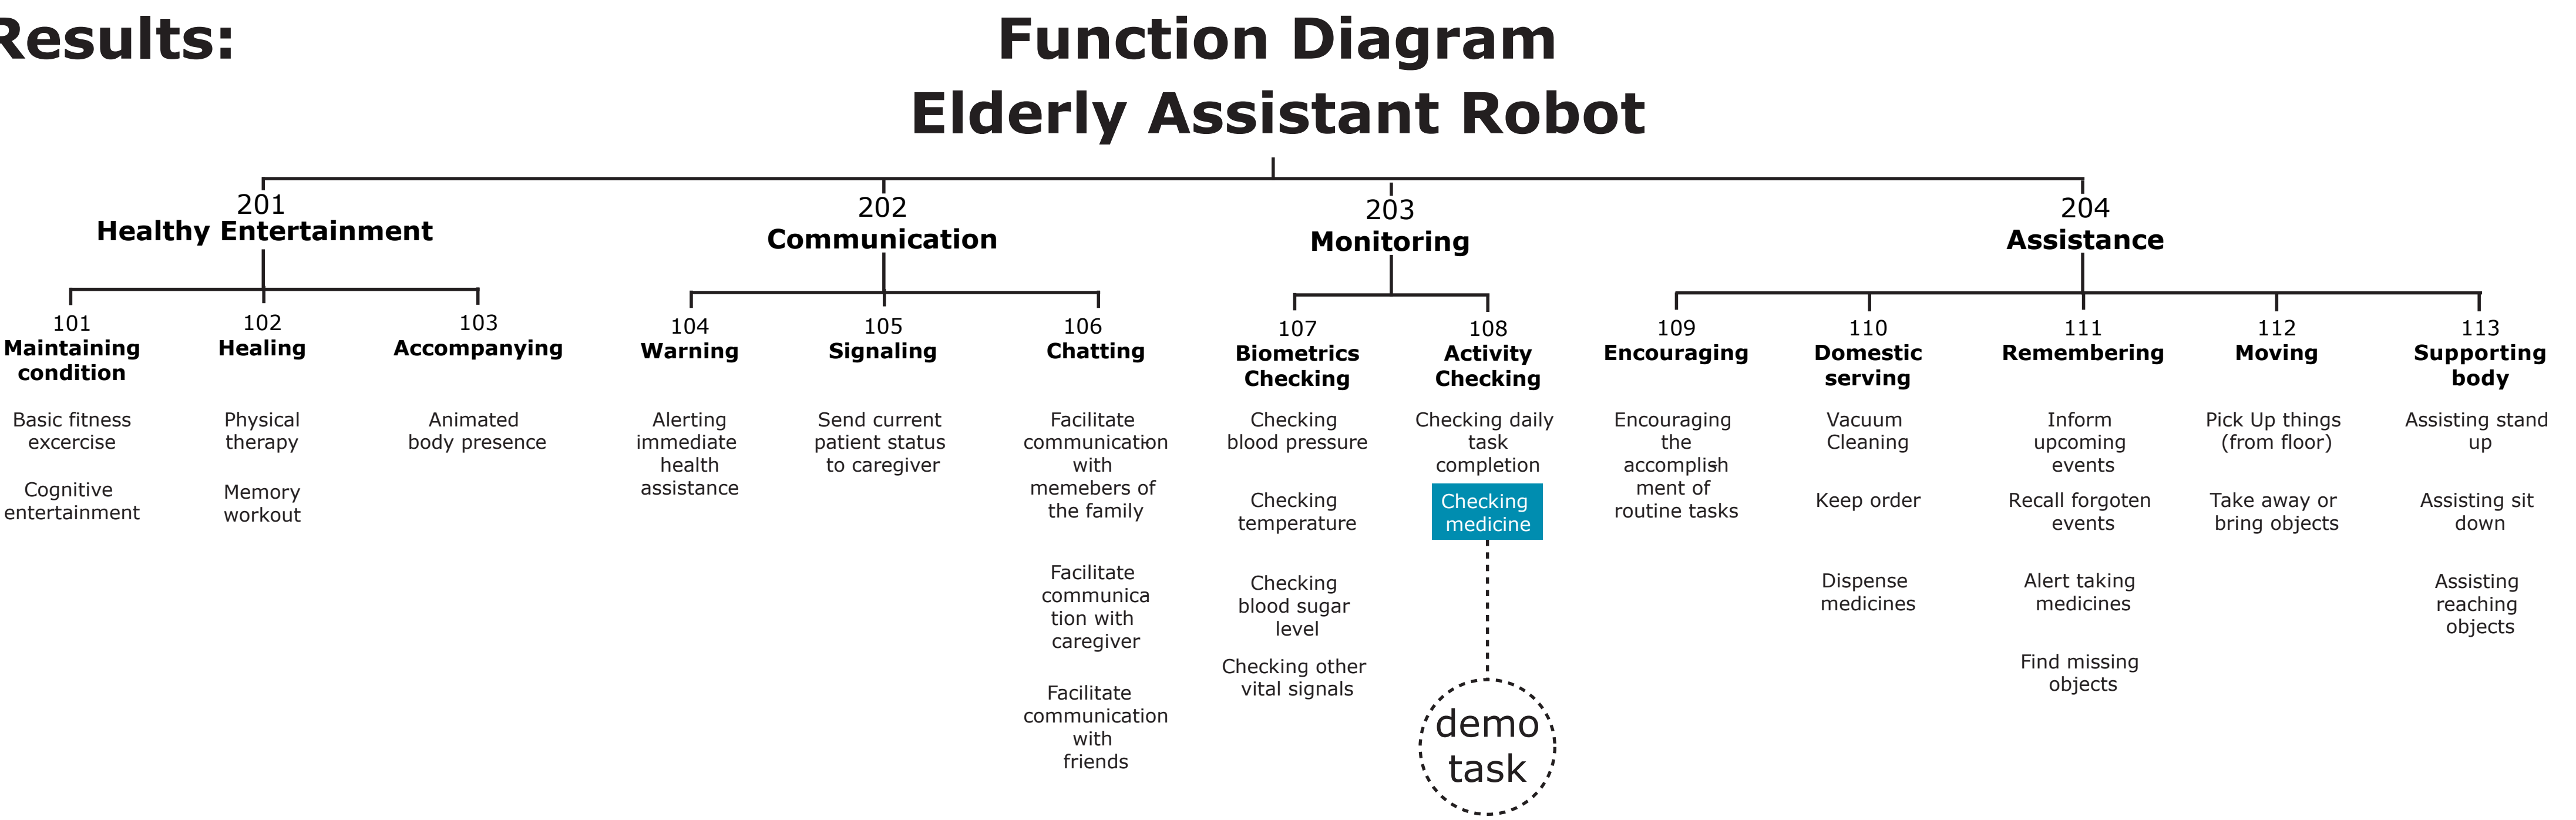 Results:
Function Diagram
Elderly Assistant Robot
201
Healthy Entertainment
202
Communication
203
Monitoring
204
Assistance
101
Maintaining
condition
Basic fitness
excercise
Cognitive
entertainment
102
Healing
Physical
therapy
Memory
workout
103
Accompanying
Animated
body presence
104
Warning
Alerting
immediate
health
assistance
105
Signaling
Send current
patient status
to caregiver
106
Chatting
Facilitate
communication
with
memebers of
the family
Facilitate
communica
tion with
caregiver
Facilitate
communication
with
friends
107
Biometrics
Checking
Checking
blood pressure
Checking
temperature
Checking
blood sugar
level
Checking other
vital signals
108
Activity
Checking
Checking daily
task
completion
Checking
medicine
demo
task
109
Encouraging
Encouraging
the
accomplish
ment of
routine tasks
110
Domestic
serving
Vacuum
Cleaning
Keep order
Dispense
medicines
111
Remembering
Inform
upcoming
events
Recall forgoten
events
Alert taking
medicines
Find missing
objects
112
Moving
Pick Up things
(from floor)
Take away or
bring objects
113
Supporting
body
Assisting stand
up
Assisting sit
down
Assisting
reaching
objects